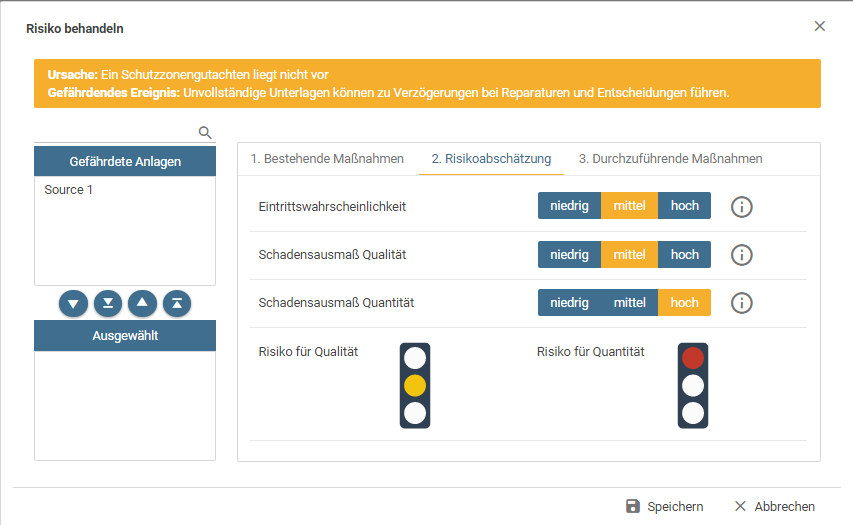 Risiko behandeln
Ursache: Ein Schutzzonengutachten liegt nicht vor
Gefährdendes Ereignis: Unvollständige Unterlagen können zu Verzögerungen bei Reparaturen und Entscheidungen führen.
Gefährdete Anlagen
Source 1
Ausgewählt
1. Bestehende Maßnahmen 2. Risikoabschätzung 3. Durchzuführende Maßnahmen
Eintrittswahrscheinlichkeit niedrig mittel hoch
Schadensausmaß Qualität niedrig mittel hoch
Schadensausmaß Quantität niedrig mittel hoch
Risiko für Qualität Risiko für Quantität
Speichern Abbrechen